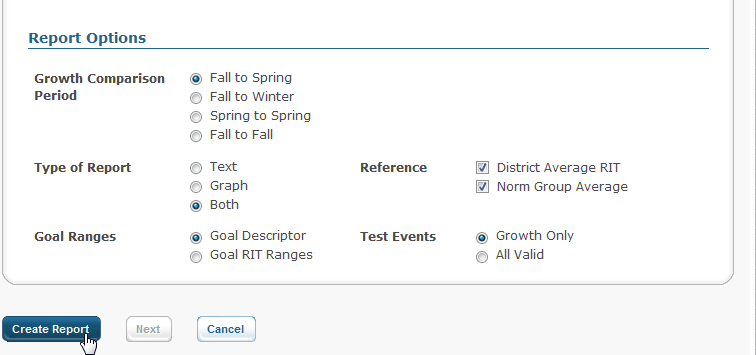 Report Options
Growth Comparison Period
Fall to Spring
Fall to Winter
Spring to Spring
Fall to Fall
Type of Report
Text
Graph
Both
Reference
District Average RIT
Norm Group Average
Goal Ranges
Goal Descriptor
Goal RIT Ranges
Test Events
Growth Only
All Valid
Create Report
Next
Cancel